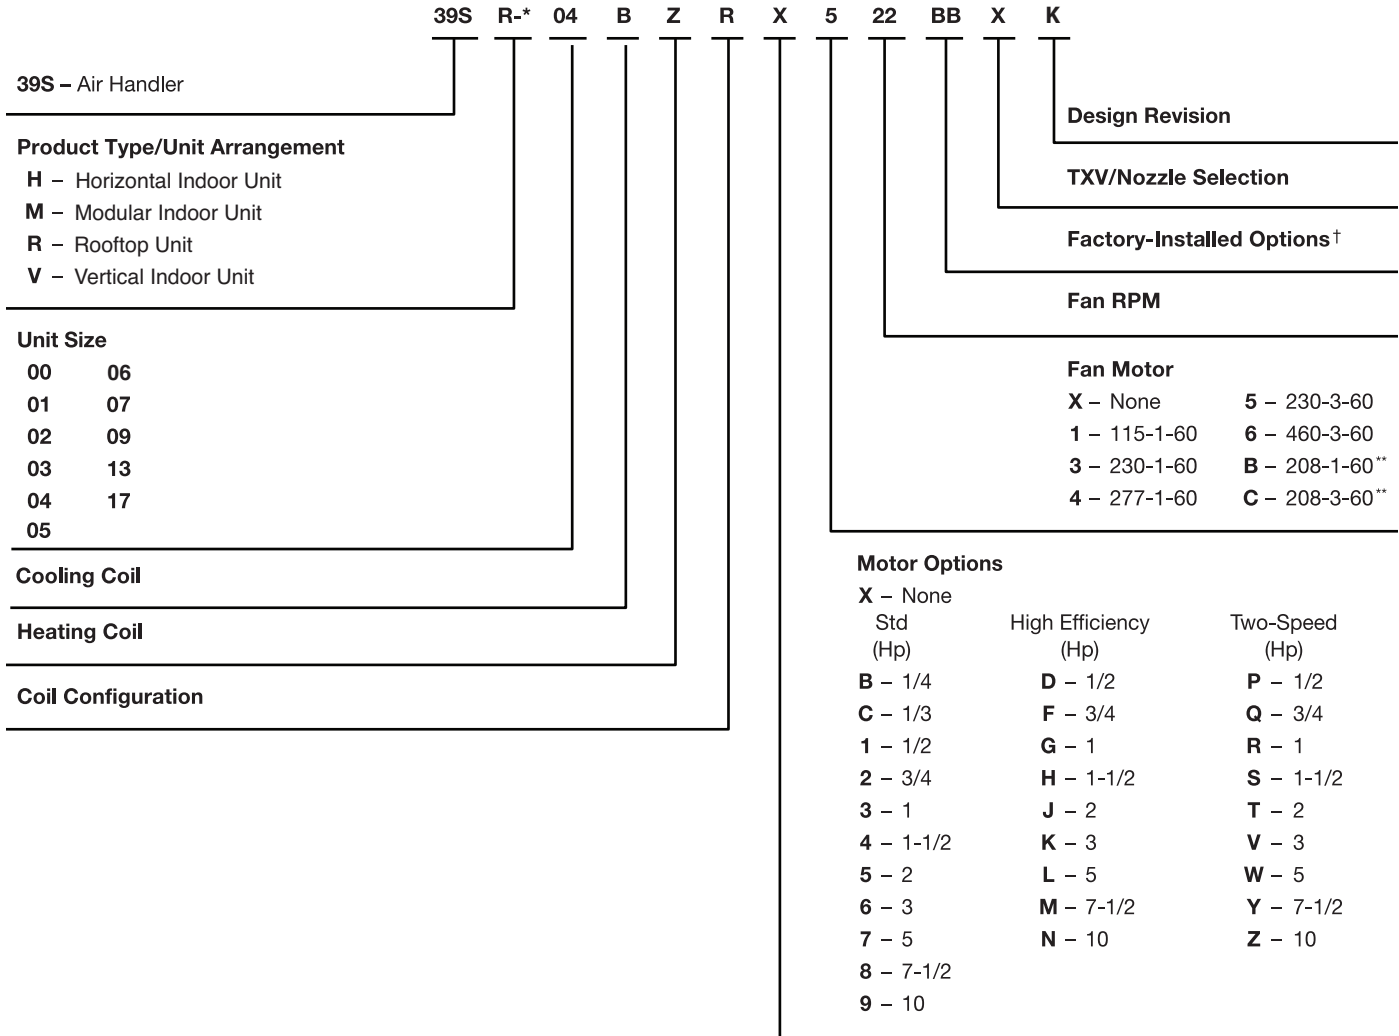 39S R-* 04 B Z R X 5 22 BB X K
39S – Air Handler
Product Type/Unit Arrangement
H – Horizontal Indoor Unit
M – Modular Indoor Unit
R – Rooftop Unit
V – Vertical Indoor Unit
Unit Size
00 06
01 07
02 09
03 13
04 17
05
Cooling Coil
Heating Coil
Coil Configuration
Design Revision
TXV/Nozzle Selection
Factory-Installed Options†
Fan RPM
Fan Motor
X – None 5 – 230-3-60
1 – 115-1-60 6 – 460-3-60
3 – 230-1-60 B – 208-1-60**
4 – 277-1-60 C – 208-3-60**
Motor Options
X – None
Std High Efficiency Two-Speed
(Hp) (Hp) (Hp)
B – 1/4 D – 1/2 P – 1/2
C – 1/3 F – 3/4 Q – 3/4
1 – 1/2 G – 1 R – 1
2 – 3/4 H – 1-1/2 S – 1-1/2
3 – 1 J – 2 T – 2
4 – 1-1/2 K – 3 V – 3
5 – 2 L – 5 W – 5
6 – 3 M – 7-1/2 Y – 7-1/2
7 – 5 N – 10 Z – 10
8 – 7-1/2
9 – 10